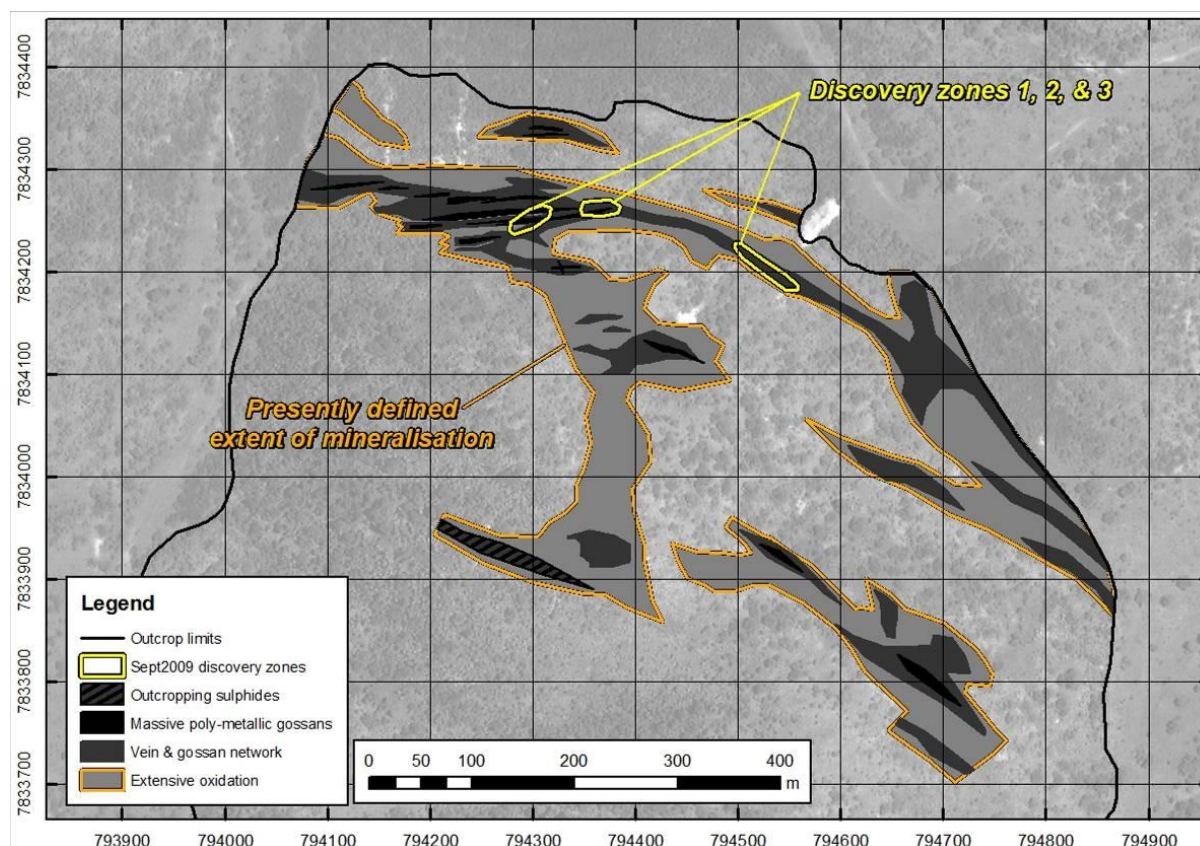 7834400
7834300
7834200
7834100
7834000
7833900
7833800
7833700
Discovery zones 1, 2, & 3
Presently defined
extent of mineralisation
Legend
Outcrop limits
Sept2009 discovery zones
Outcropping sulphides
Massive poly-metallic gossans
Vein & gossan network
Extensive oxidation
0 50 100 200 300 400
m
793900 794000 794100 794200 794300 794400 794500 794600 794700 794800 794900